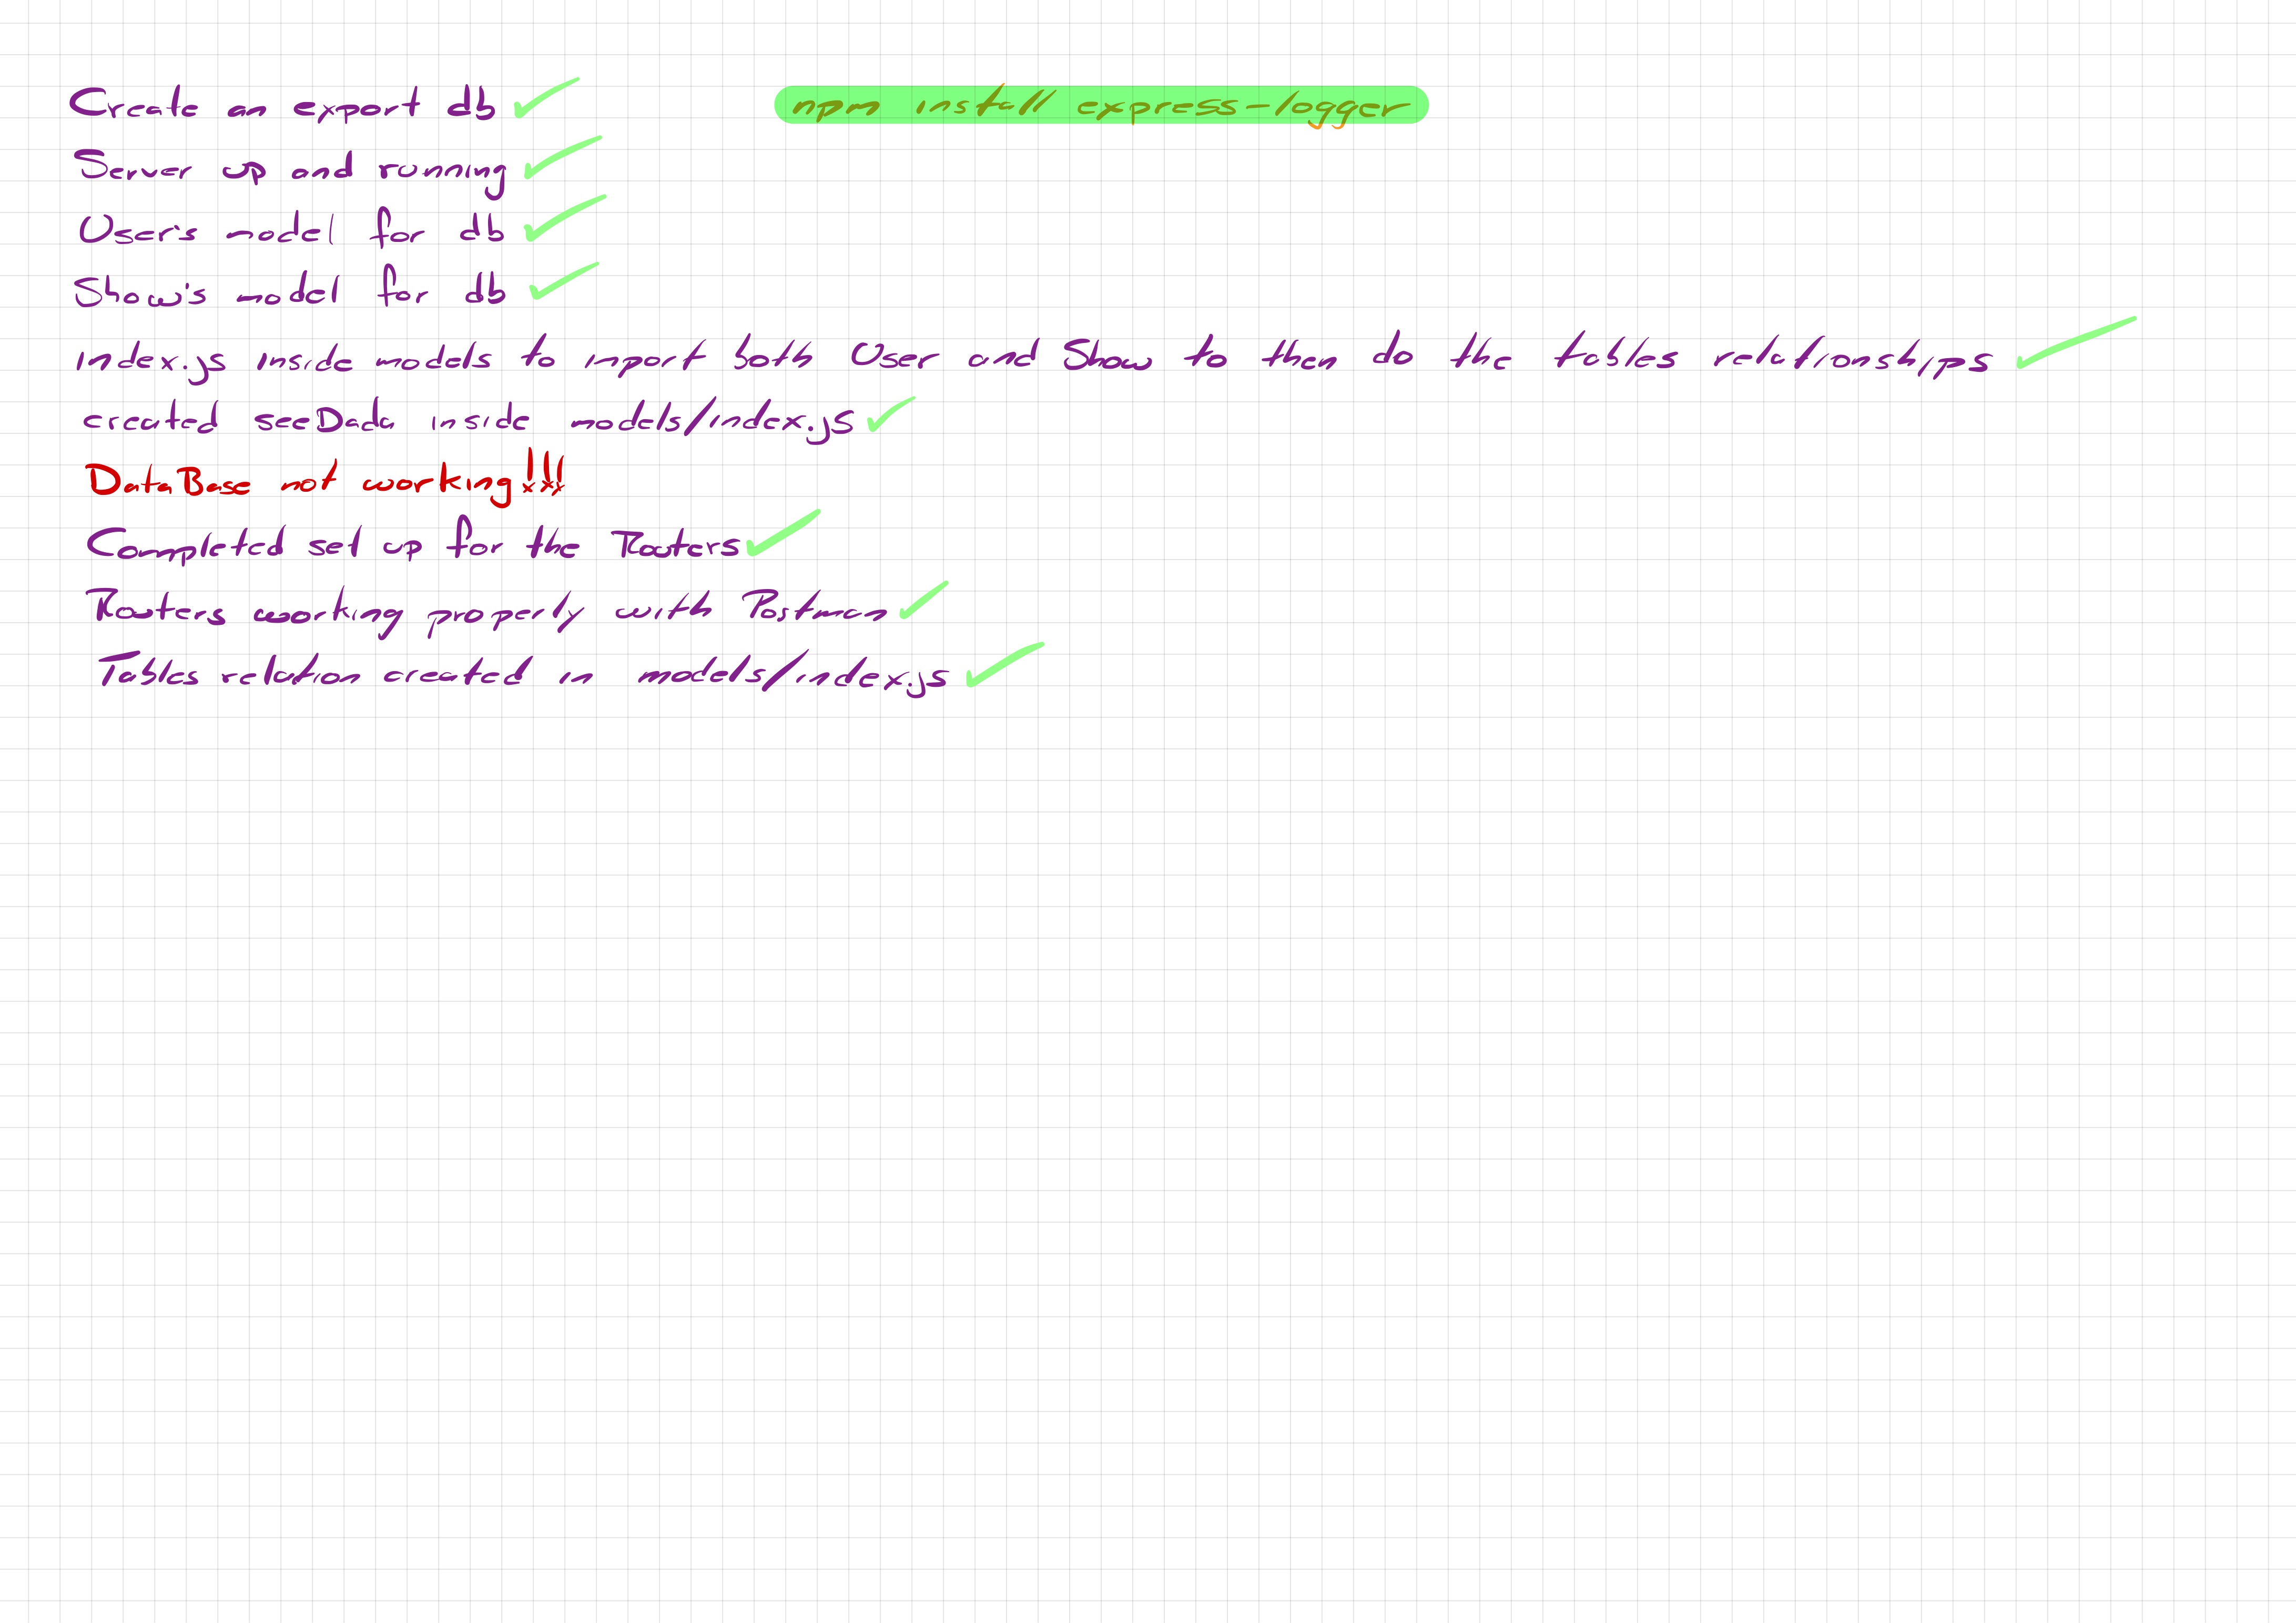 Create an export db
npm install express-logger
Server up and running
User's model for db
Show's model for db
index.js inside models to import both User and Show to then do the tables relationships
created seeDada inside models/index.js
DataBase not working!!!
Completed set up for the Routers
Routers working properly with Postman
Tables relation created in models/index.js